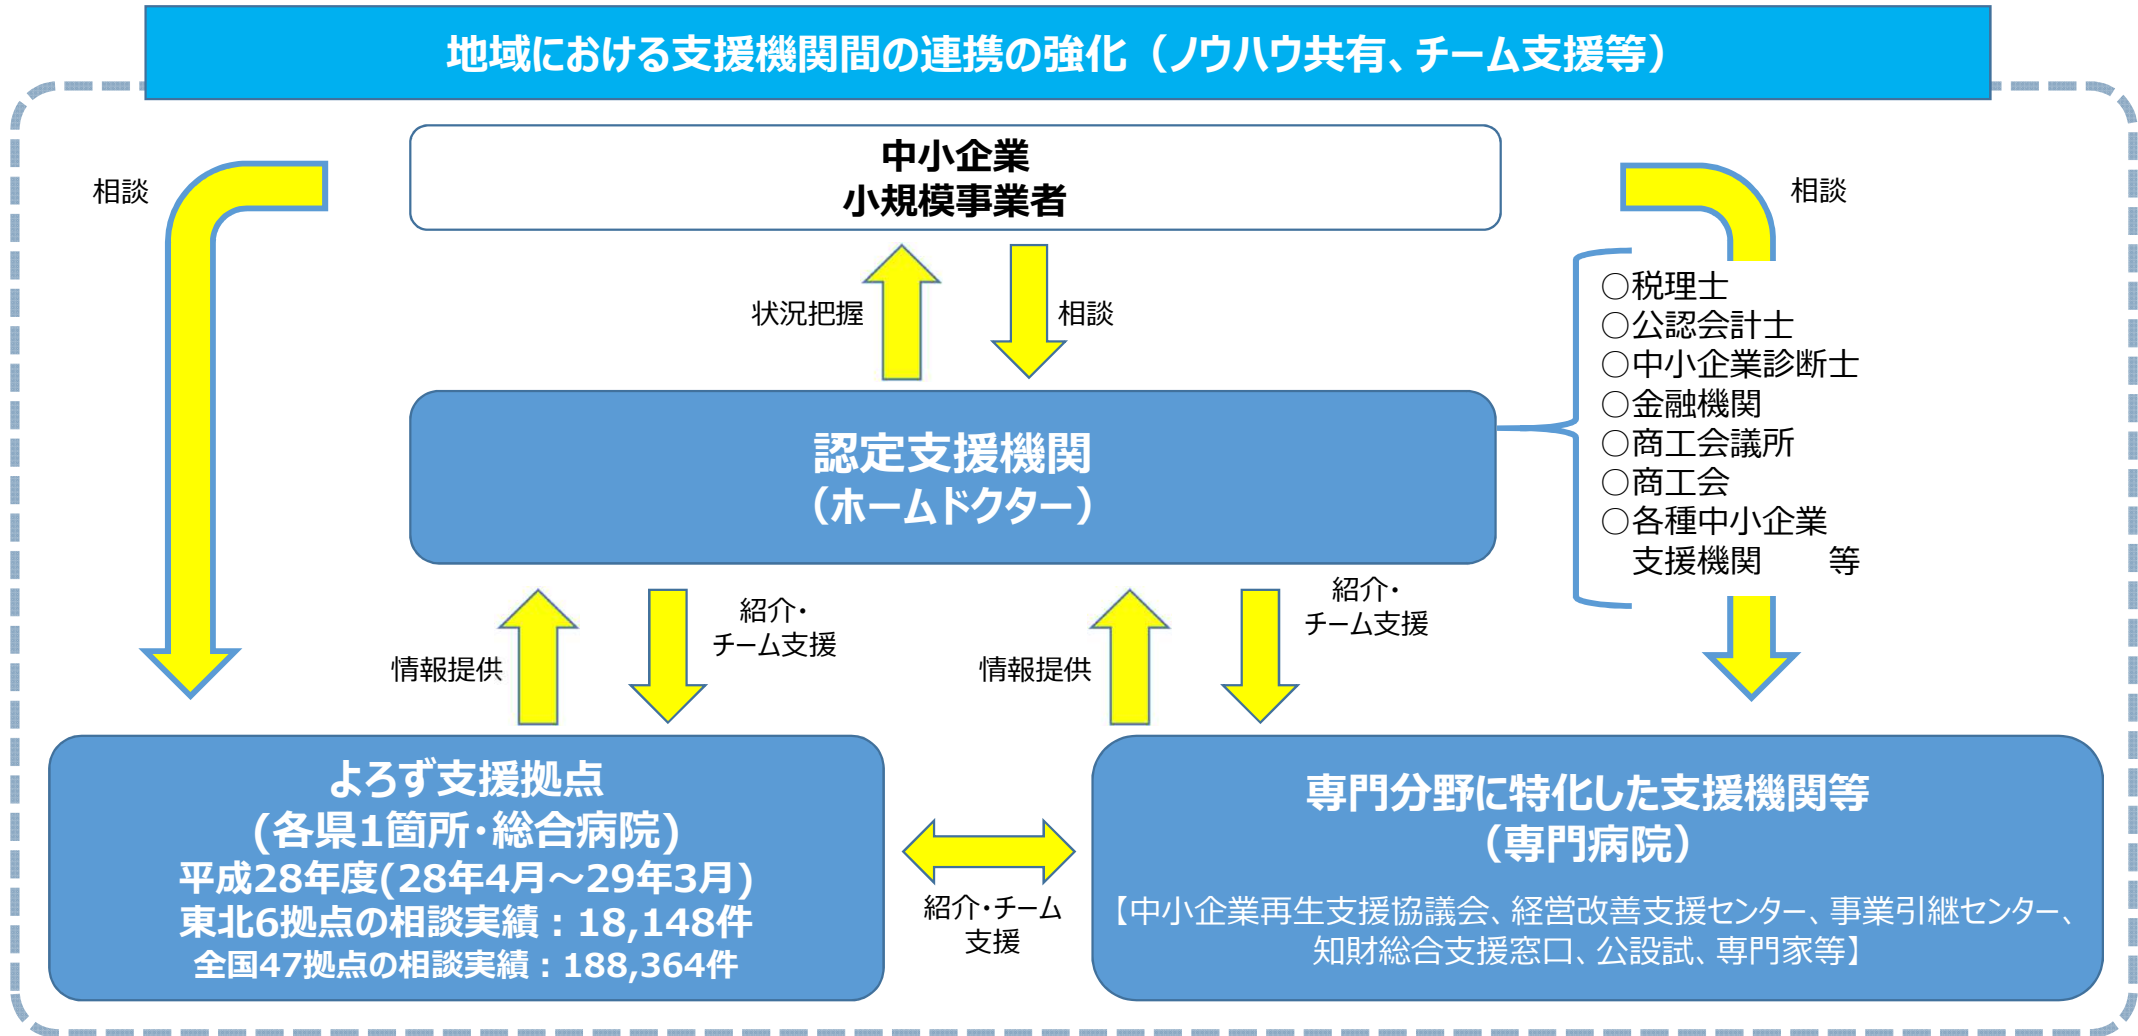 地域における支援機関間の連携の強化（ノウハウ共有、チーム支援等）
中小企業
小規模事業者
相談
相談
状況把握
相談
○税理士
○公認会計士
○中小企業診断士
○金融機関
○商工会議所
○商工会
○各種中小企業
支援機関　　等
認定支援機関
（ホームドクター）
情報提供
紹介・
チーム支援
情報提供
紹介・
チーム支援
よろず支援拠点
(各県1箇所・総合病院)
平成28年度(28年4月～29年3月)
東北6拠点の相談実績：18,148件
全国47拠点の相談実績：188,364件
紹介・チーム
支援
専門分野に特化した支援機関等
（専門病院）
【中小企業再生支援協議会、経営改善支援センター、事業引継センター、
知財総合支援窓口、公設試、専門家等】